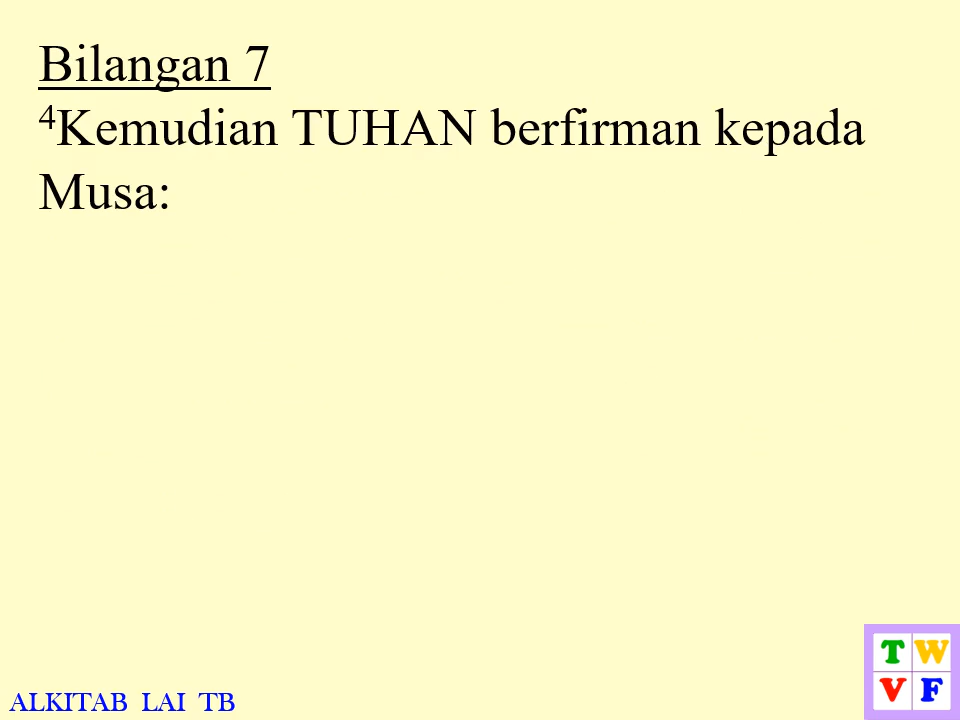 Bilangan 7
⁴Kemudian TUHAN berfirman kepada
Musa:
ALKITAB LAI TB
T W
V F